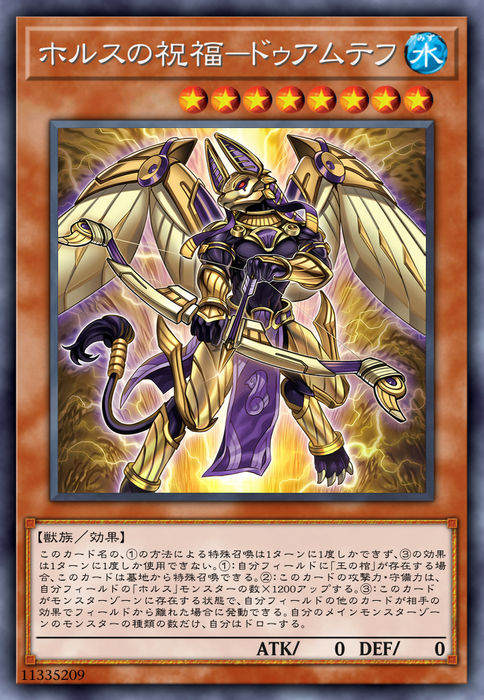 ホルスの祝福－ドゥアムテフ
みず
水
【獣族／効果】
このカード名の、①の方法による特殊召喚は1ターンに1度しかできず、③の効果
は1ターンに1度しか使用できない。①:自分フィールドに「王の棺」が存在する場
合、このカードは墓地から特殊召喚できる。②:このカードの攻撃力・守備力は、
自分フィールドの「ホルス」モンスターの数×1200アップする。③:このカード
がモンスターゾーンに存在する状態で、自分フィールドの他のカードが相手の
効果でフィールドから離れた場合に発動できる。自分のメインモンスターゾー
ンのモンスターの種類の数だけ、自分はドローする。
ATK/ 0 DEF/ 0
11335209